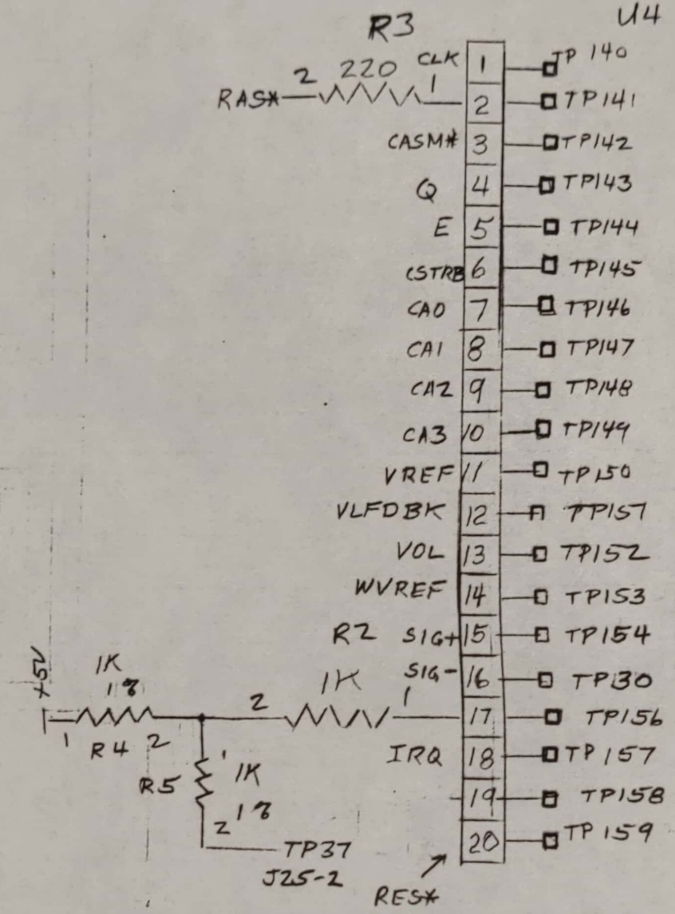 R3 U4
CLK 1 TP 140
RAS* 2 220 1 2 TP141
CASM* 3 TP142
Q 4 TP143
E 5 TP144
CSTRB 6 TP145
CA0 7 TP146
CA1 8 TP147
CA2 9 TP148
CA3 10 TP149
VREF 11 TP150
VLFDBK 12 TP157
VOL 13 TP152
WVREF 14 TP153
R2 SIG+ 15 TP154
SIG- 16 TP130
+5V 1K 1% 1K
1 R4 2 2 1 17 TP156
IRQ 18 TP157
R5 1 1K 1% 2
19 TP158
20 TP159
TP37
J25-2
RES*